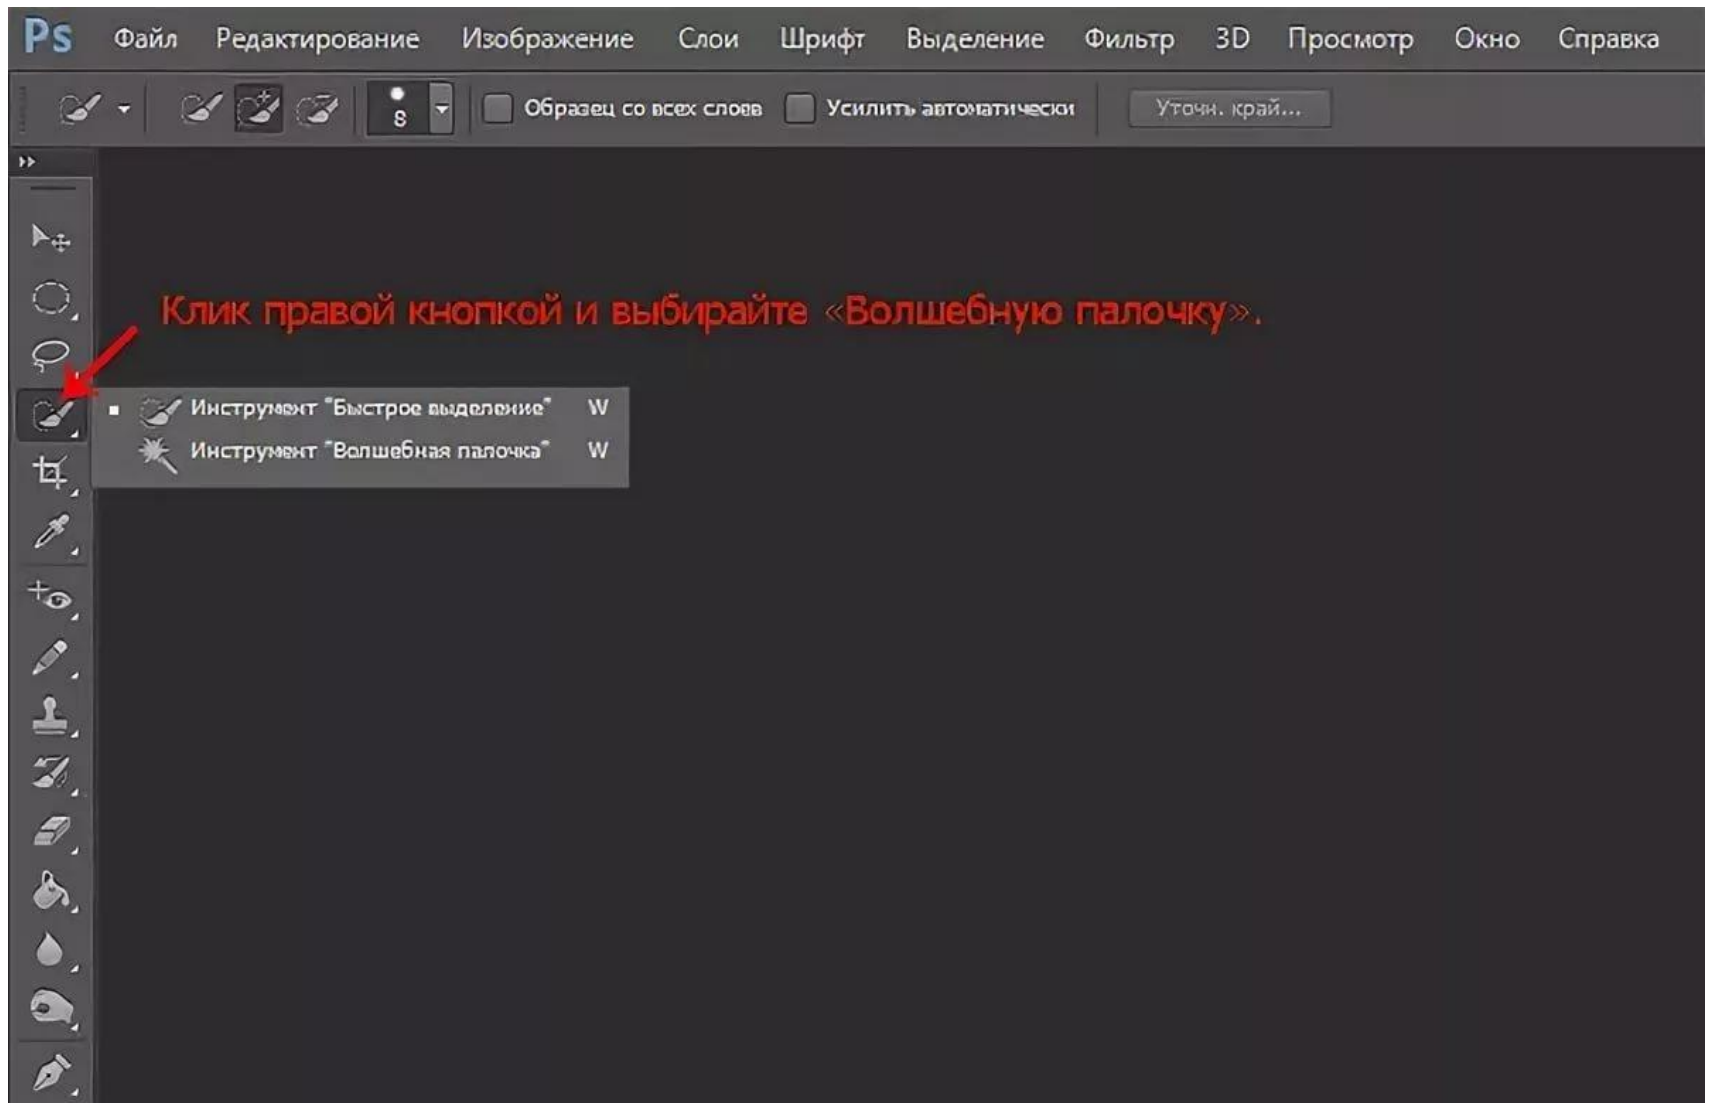 Ps Файл Редактирование Изображение Слои Шрифт Выделение Фильтр 3D Просмотр Окно Справка
8 Образец со всех слоев Усилить автоматически Уточн. край...
Клик правой кнопкой и выбирайте «Волшебную палочку».
Инструмент "Быстрое выделение" W
Инструмент "Волшебная палочка" W